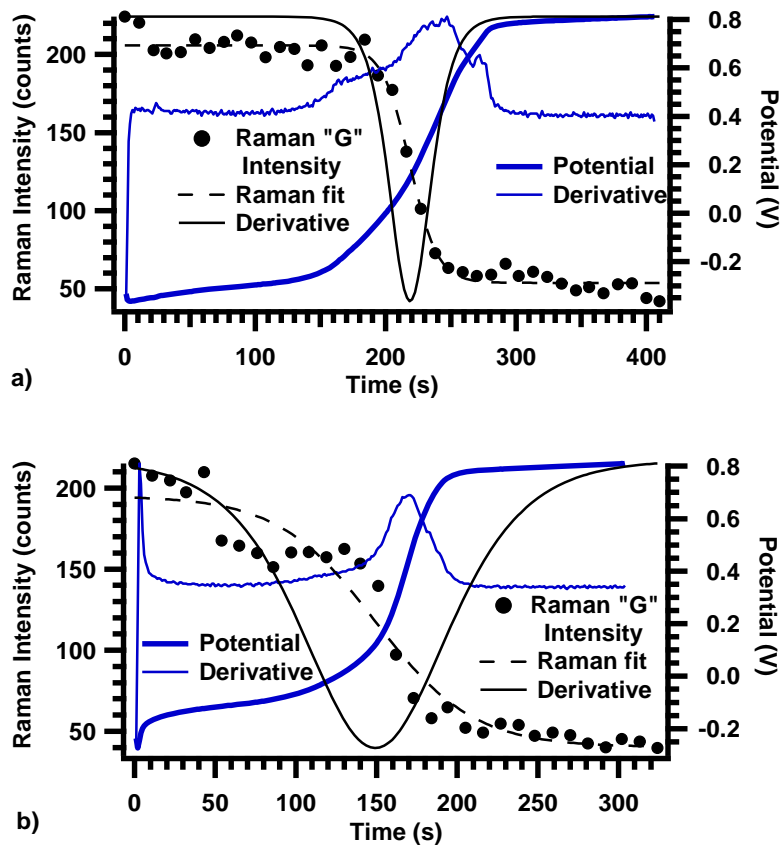 Raman Intensity (counts)
200
150
100
50
0.8
0.6
0.4
0.2
0.0
-0.2
Potential (V)
Raman "G"
Intensity
Raman fit
Derivative
Potential
Derivative
0
100
200
300
400
Time (s)
a)
Raman Intensity (counts)
200
150
100
50
0.8
0.6
0.4
0.2
0.0
-0.2
Potential (V)
Potential
Derivative
Raman "G"
Intensity
Raman fit
Derivative
0
50
100
150
200
250
300
Time (s)
b)